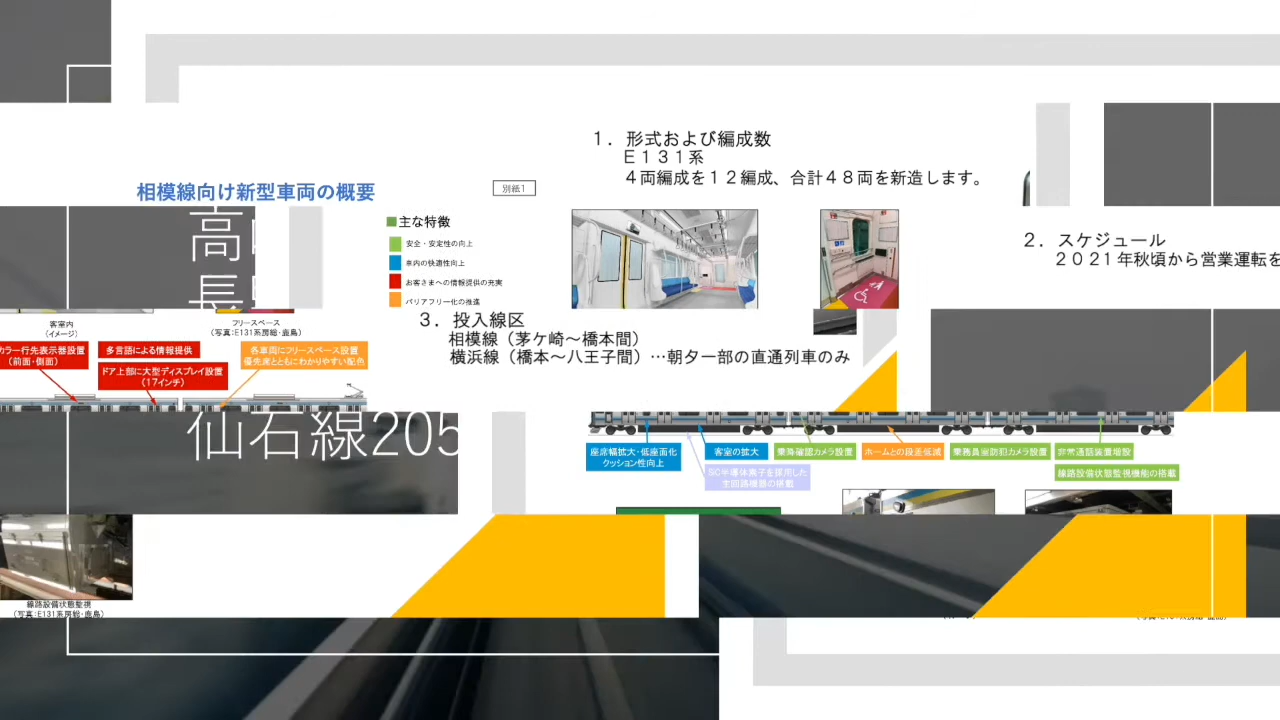 1．形式および編成数
E131系
4両編成を12編成、合計48両を新造します。
相模線向け新型車両の概要
別紙1
高
長
主な特徴
安全・安定性の向上
車内の快適性向上
お客さまへの情報提供の充実
バリアフリー化の推進
2．スケジュール
2021年秋頃から営業運転を
3．投入線区
相模線（茅ケ崎～橋本間）
横浜線（橋本～八王子間）…朝夕一部の直通列車のみ
客室内
（イメージ）
フリースペース
（写真：E131系房総・鹿島）
カラー行先表示器設置
（前面・側面）
多言語による情報提供
ドア上部に大型ディスプレイ設置
（17インチ）
各車両にフリースペース設置
優先席とともにわかりやすい配色
仙石線205
座席幅拡大・低座面化
クッション性向上
客室の拡大
SC半導体素子を採用した
主回路機器の搭載
乗降確認カメラ設置
ホームとの段差低減
乗務員室防犯カメラ設置
非常通話装置増設
線路設備状態監視機能の搭載
線路設備状態監視
（写真：E131系房総・鹿島）